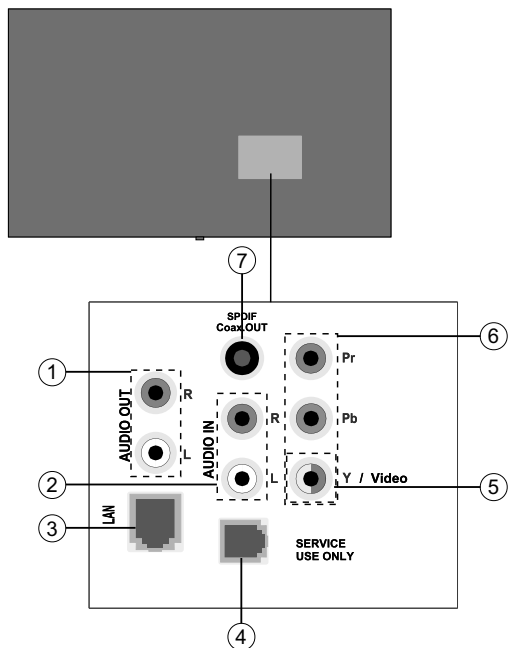 7
SPDIF
Coax.OUT
6
1
Pr
R
AUDIO OUT
R
Pb
AUDIO IN
L
2
L
Y / Video
5
3
LAN
SERVICE
USE ONLY
4